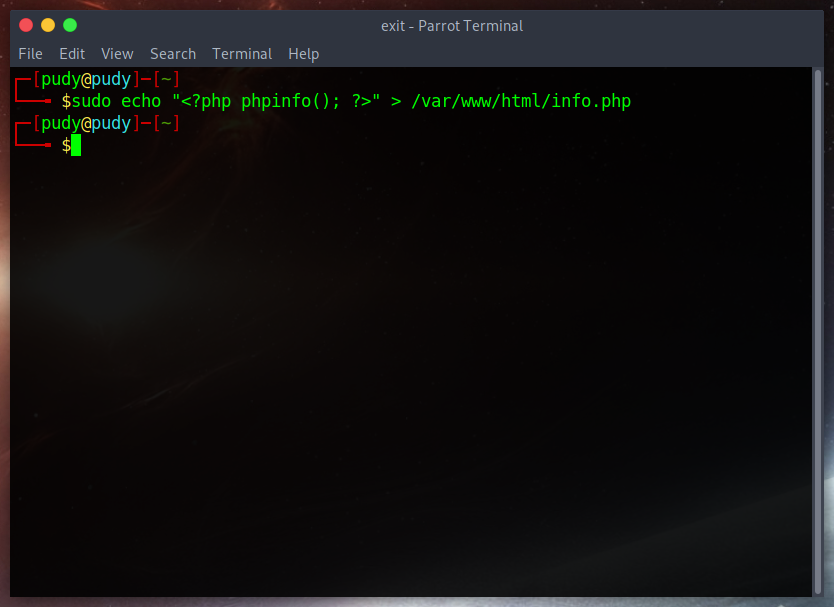 exit - Parrot Terminal
File Edit View Search Terminal Help
┌─[pudy@pudy]─[~]
└──╼ $sudo echo "<?php phpinfo(); ?>" > /var/www/html/info.php
┌─[pudy@pudy]─[~]
└──╼ $